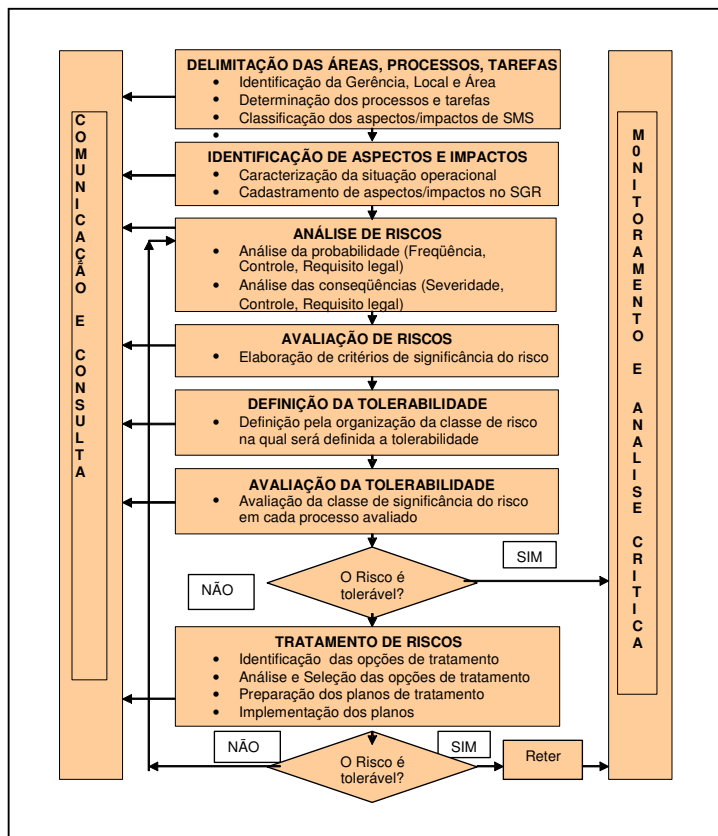 DELIMITAÇÃO DAS ÁREAS, PROCESSOS, TAREFAS
• Identificação da Gerência, Local e Área
• Determinação dos processos e tarefas
• Classificação dos aspectos/impactos de SMS
•
IDENTIFICAÇÃO DE ASPECTOS E IMPACTOS
• Caracterização da situação operacional
• Cadastramento de aspectos/impactos no SGR
ANÁLISE DE RISCOS
• Análise da probabilidade (Freqüência,
Controle, Requisito legal)
• Análise das conseqüências (Severidade,
Controle, Requisito legal)
AVALIAÇÃO DE RISCOS
• Elaboração de critérios de significância do risco
DEFINIÇÃO DA TOLERABILIDADE
• Definição pela organização da classe de risco
na qual será definida a tolerabilidade
AVALIAÇÃO DA TOLERABILIDADE
• Avaliação da classe de significância do risco
em cada processo avaliado
O Risco é
tolerável?
SIM
NÃO
TRATAMENTO DE RISCOS
• Identificação das opções de tratamento
• Análise e Seleção das opções de tratamento
• Preparação dos planos de tratamento
• Implementação dos planos
NÃO
O Risco é
tolerável?
SIM
Reter
COMUNICAÇÃO E CONSULTA
M0NITORAMENTO E ANALISE CRITICA